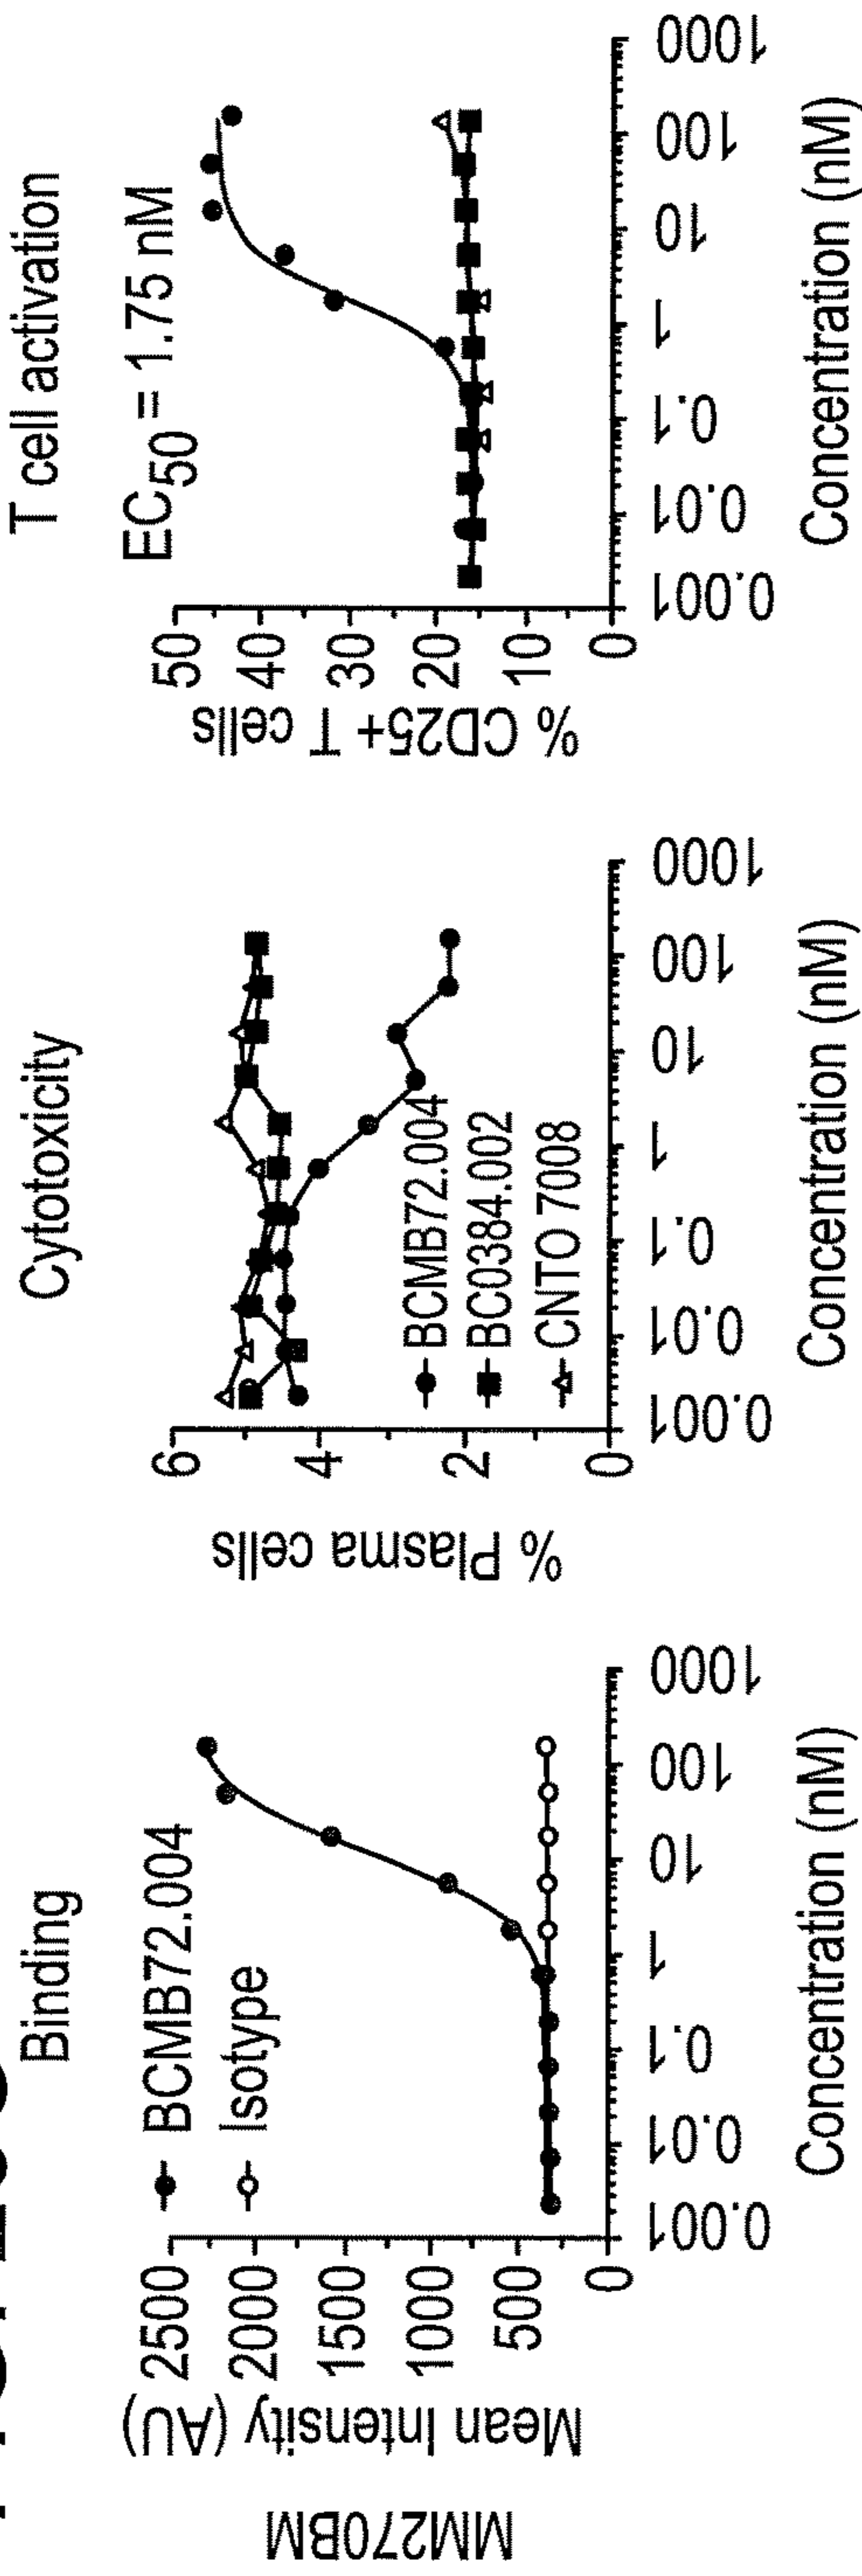 MM270BM
Binding
Mean Intensity (AU)
2500
2000
1500
1000
500
0
BCMB72.004
Isotype
0.001
0.01
0.1
1
10
100
1000
Concentration (nM)
Cytotoxicity
% Plasma cells
6
4
2
0
BCMB72.004
BC0384.002
CNTO 7008
0.001
0.01
0.1
1
10
100
1000
Concentration (nM)
T cell activation
EC50 = 1.75 nM
% CD25+ T cells
50
40
30
20
10
0
0.001
0.01
0.1
1
10
100
1000
Concentration (nM)